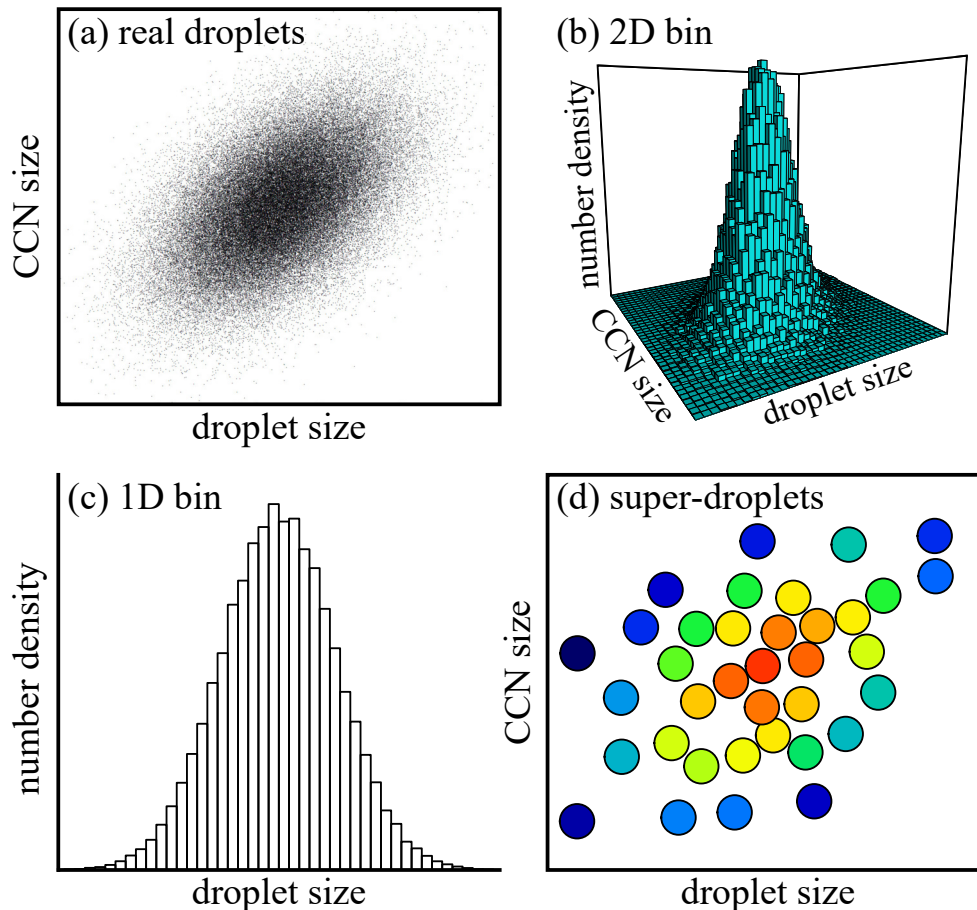 (a) real droplets
CCN size
droplet size
(b) 2D bin
number density
CCN size
droplet size
(c) 1D bin
number density
droplet size
(d) super-droplets
CCN size
droplet size